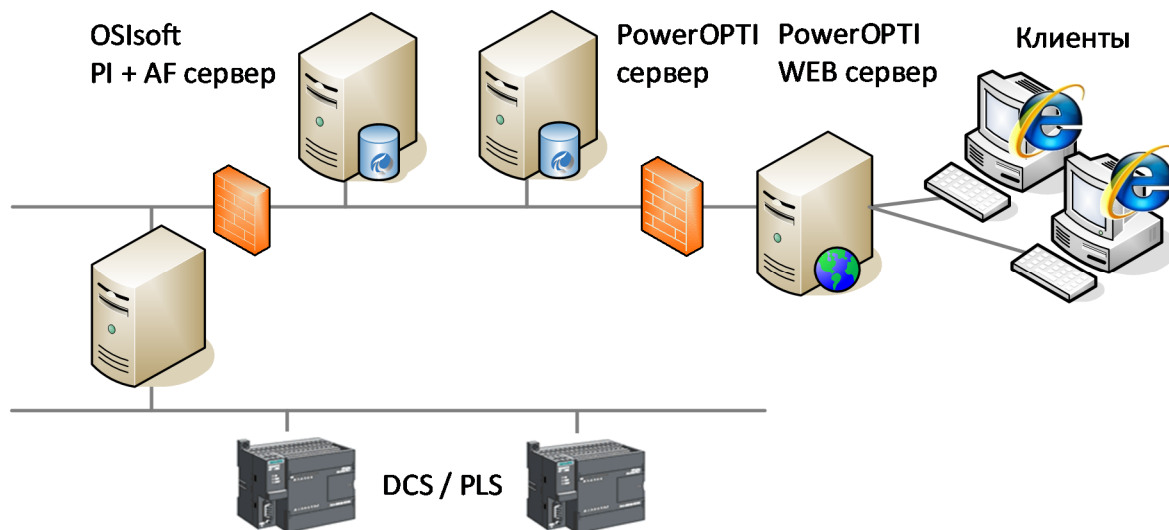 OSIsoft
PI + AF сервер
PowerOPTI
сервер
PowerOPTI
WEB сервер
Клиенты
DCS / PLS